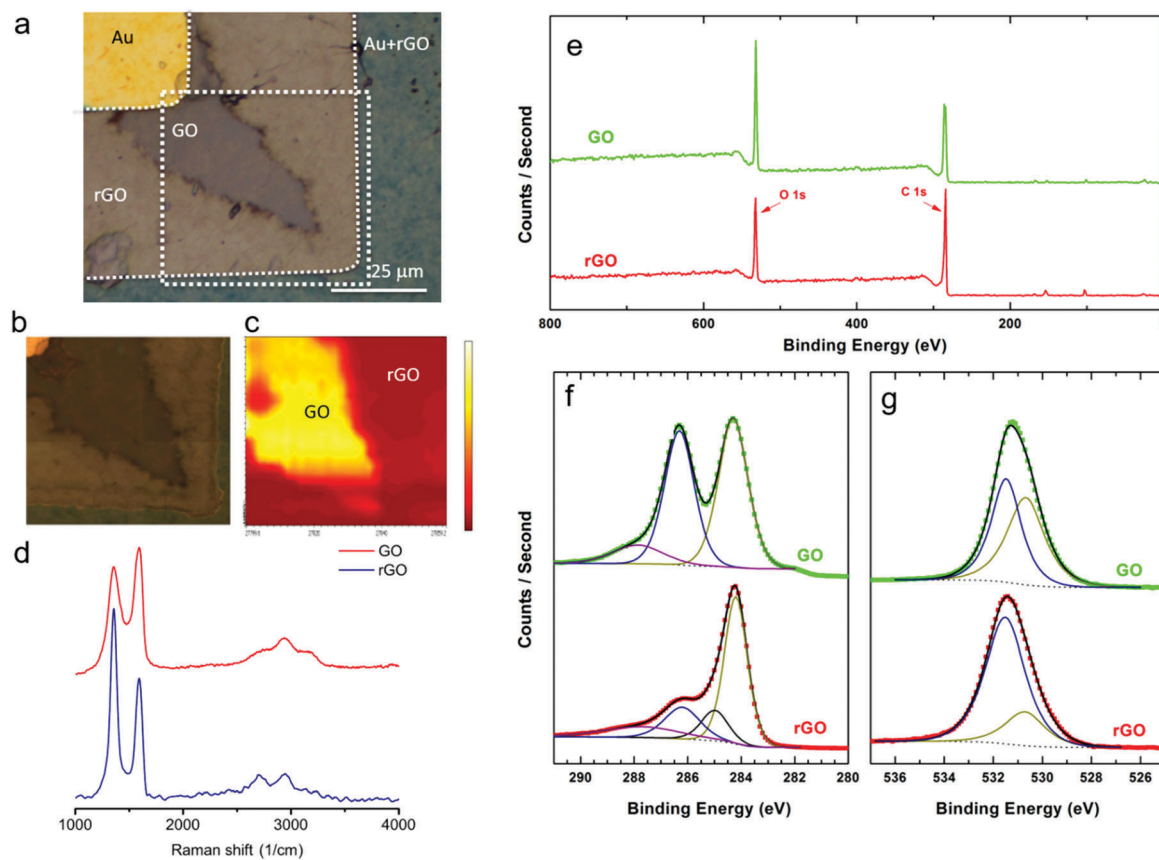 a
Au
Au+rGO
GO
rGO
25 μm
b
c
rGO
GO
d
GO
rGO
1000
2000
3000
4000
Raman shift (1/cm)
e
GO
O 1s
C 1s
rGO
Counts / Second
800
600
400
200
Binding Energy (eV)
f
GO
rGO
Counts / Second
290
288
286
284
282
280
Binding Energy (eV)
g
GO
rGO
536
534
532
530
528
526
Binding Energy (eV)